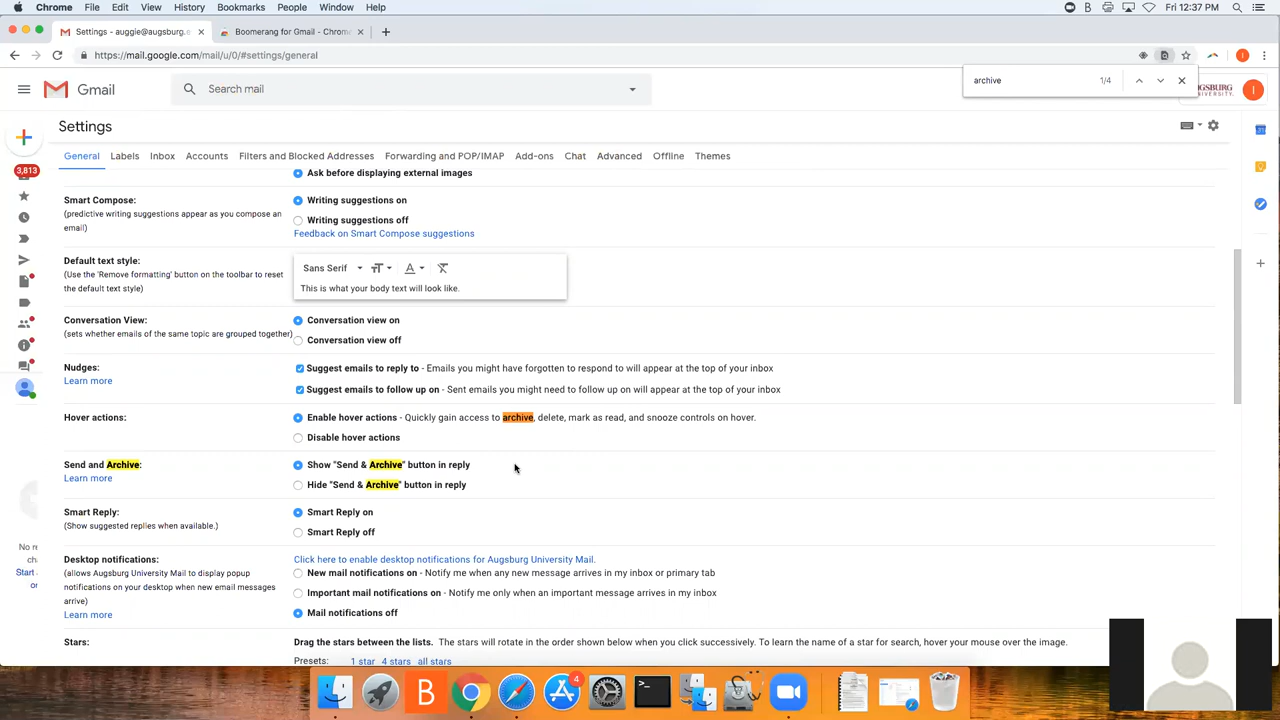 Chrome File Edit View History Bookmarks People Window Help Fri 12:37 PM
Settings - auggie@augsburg.e Boomerang for Gmail - Chrom
https://mail.google.com/mail/u/0/#settings/general I
archive 1/4
Gmail Search mail UNIVERSITY. I
Settings
General Labels Inbox Accounts Filters and Blocked Addresses Forwarding and POP/IMAP Add-ons Chat Advanced Offline Themes
3,813
Ask before displaying external images
Smart Compose: Writing suggestions on
(predictive writing suggestions appear as you compose an
email) Writing suggestions off
Feedback on Smart Compose suggestions
Default text style: Sans Serif
(Use the 'Remove formatting' button on the toolbar to reset
the default text style) This is what your body text will look like.
Conversation View: Conversation view on
(sets whether emails of the same topic are grouped together) Conversation view off
Nudges: Suggest emails to reply to - Emails you might have forgotten to respond to will appear at the top of your inbox
Learn more Suggest emails to follow up on - Sent emails you might need to follow up on will appear at the top of your inbox
Hover actions: Enable hover actions - Quickly gain access to archive, delete, mark as read, and snooze controls on hover.
Disable hover actions
Send and Archive: Show "Send & Archive" button in reply
Learn more Hide "Send & Archive" button in reply
Smart Reply: Smart Reply on
(Show suggested replies when available.) Smart Reply off
Desktop notifications: Click here to enable desktop notifications for Augsburg University Mail.
(allows Augsburg University Mail to display popup New mail notifications on - Notify me when any new message arrives in my inbox or primary tab
notifications on your desktop when new email messages Important mail notifications on - Notify me only when an important message arrives in my inbox
arrive) Mail notifications off
Learn more
No r
ch
Start
or
Stars: Drag the stars between the lists. The stars will rotate in the order shown below when you click successively. To learn the name of a star for search, hover your mouse over the image.
Presets: 1 star 4 stars all stars
B 4